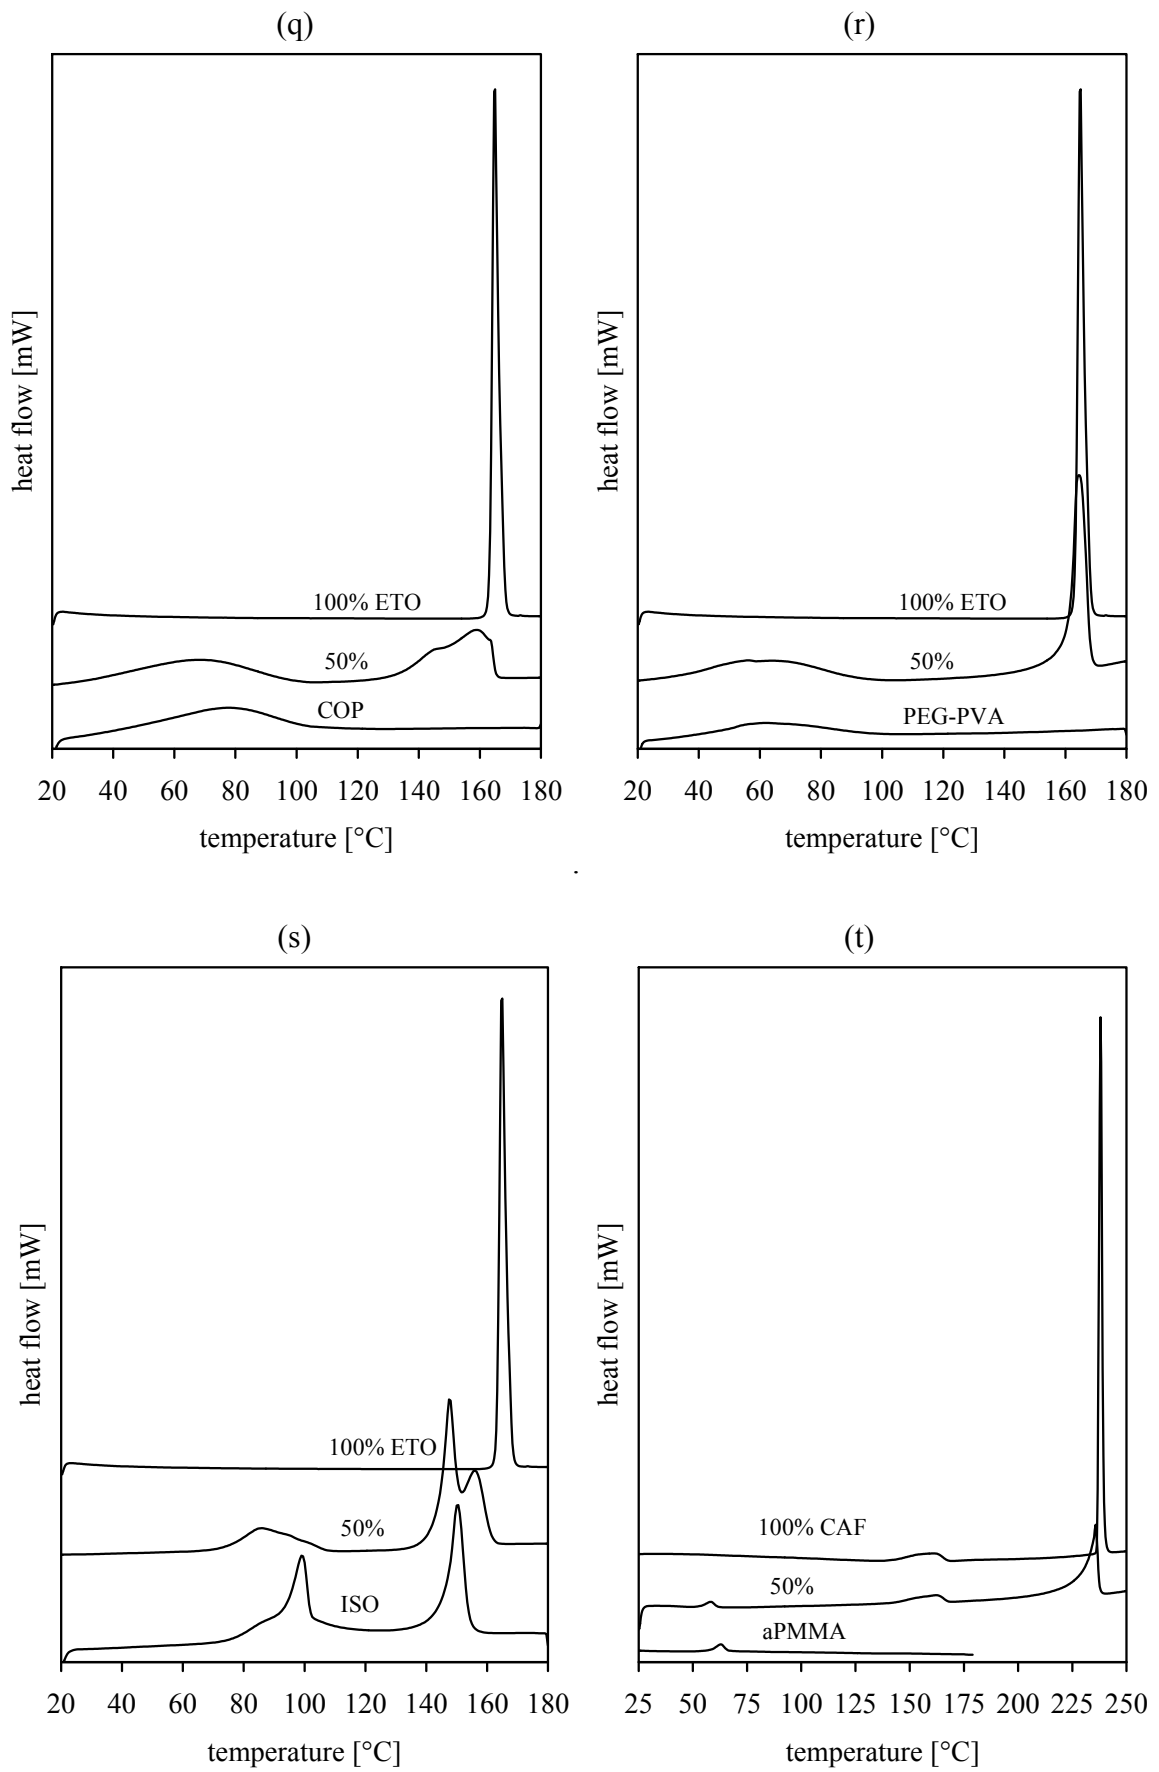 (q)
heat flow [mW]
100% ETO
50%
COP
20 40 60 80 100 120 140 160 180
temperature [°C]
(r)
heat flow [mW]
100% ETO
50%
PEG-PVA
20 40 60 80 100 120 140 160 180
temperature [°C]
.
(s)
heat flow [mW]
100% ETO
50%
ISO
20 40 60 80 100 120 140 160 180
temperature [°C]
(t)
heat flow [mW]
100% CAF
50%
aPMMA
25 50 75 100 125 150 175 200 225 250
temperature [°C]